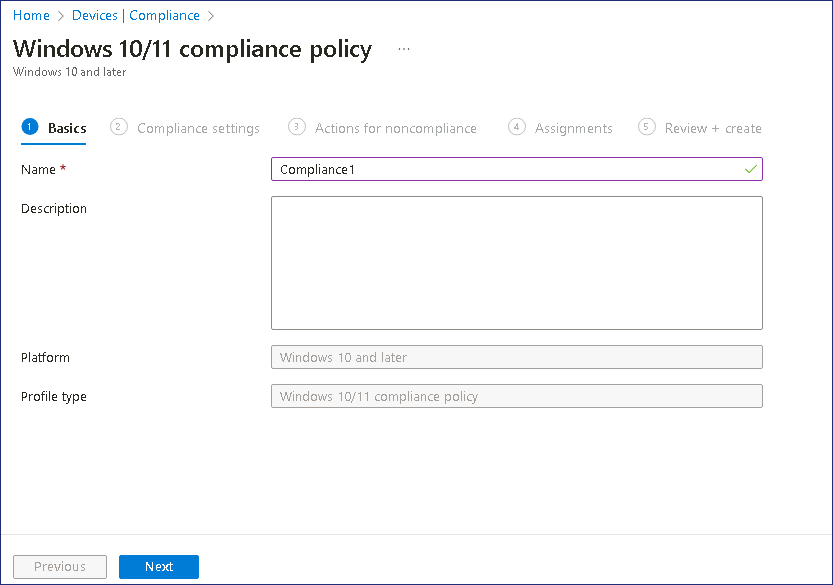 Home > Devices | Compliance >
Windows 10/11 compliance policy ...
Windows 10 and later
1 Basics 2 Compliance settings 3 Actions for noncompliance 4 Assignments 5 Review + create
Name * Compliance1
Description
Platform Windows 10 and later
Profile type Windows 10/11 compliance policy
Previous Next